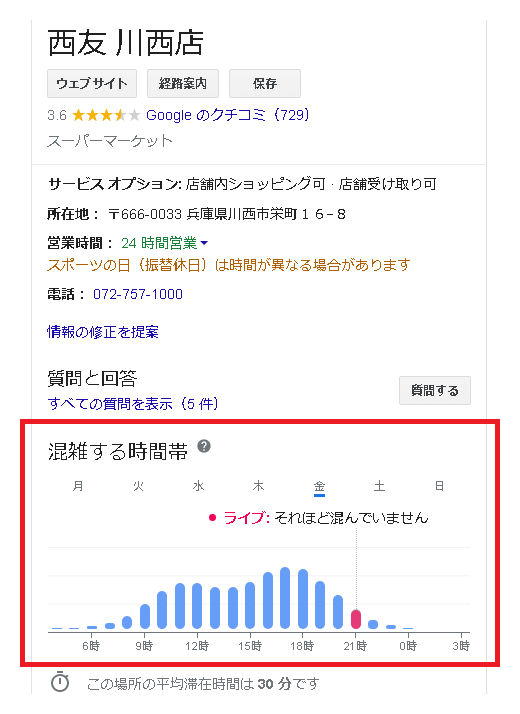 西友 川西店
ウェブサイト 経路案内 保存
3.6 Google のクチコミ（729）
スーパーマーケット
サービス オプション: 店舗内ショッピング可 · 店舗受け取り可
所在地： 〒666-0033 兵庫県川西市栄町１６−８
営業時間： 24 時間営業
スポーツの日（振替休日）は時間が異なる場合があります
電話： 072-757-1000
情報の修正を提案
質問と回答
質問する
すべての質問を表示（5 件）
混雑する時間帯 ?
月 火 水 木 金 土 日
ライブ: それほど混んでいません
6時 9時 12時 15時 18時 21時 0時 3時
この場所の平均滞在時間は 30 分です